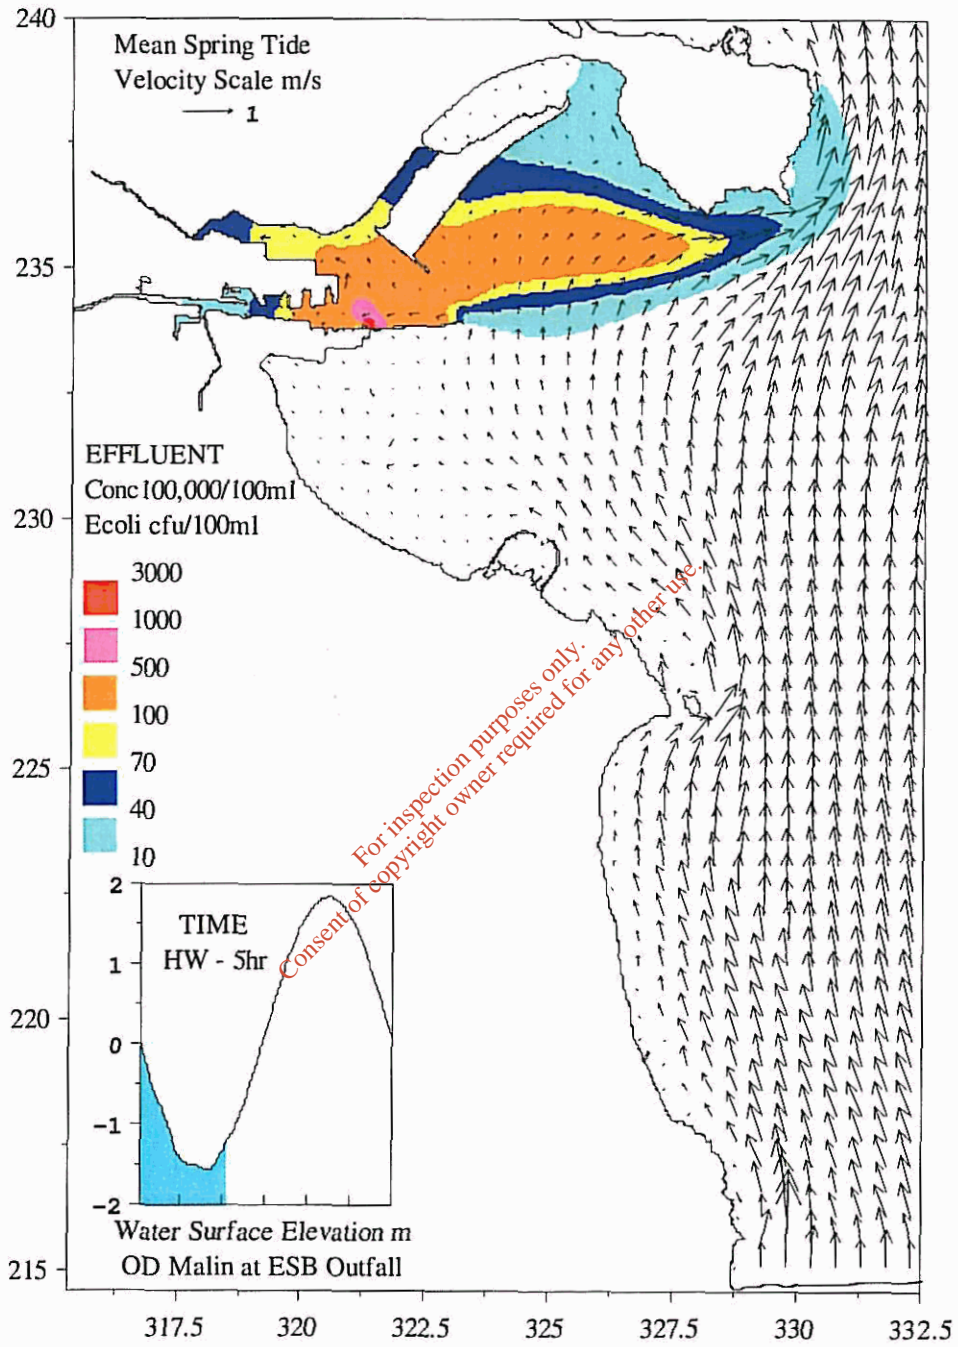 240
235
230
225
220
215
Mean Spring Tide
Velocity Scale m/s
1
EFFLUENT
Conc100,000/100ml
Ecoli cfu/100ml
3000
1000
500
100
70
40
10
2
1
0
−1
−2
TIME
HW - 5hr
Water Surface Elevation m
OD Malin at ESB Outfall
317.5 320 322.5 325 327.5 330 332.5
For inspection purposes only.
Consent of copyright owner required for any other use.